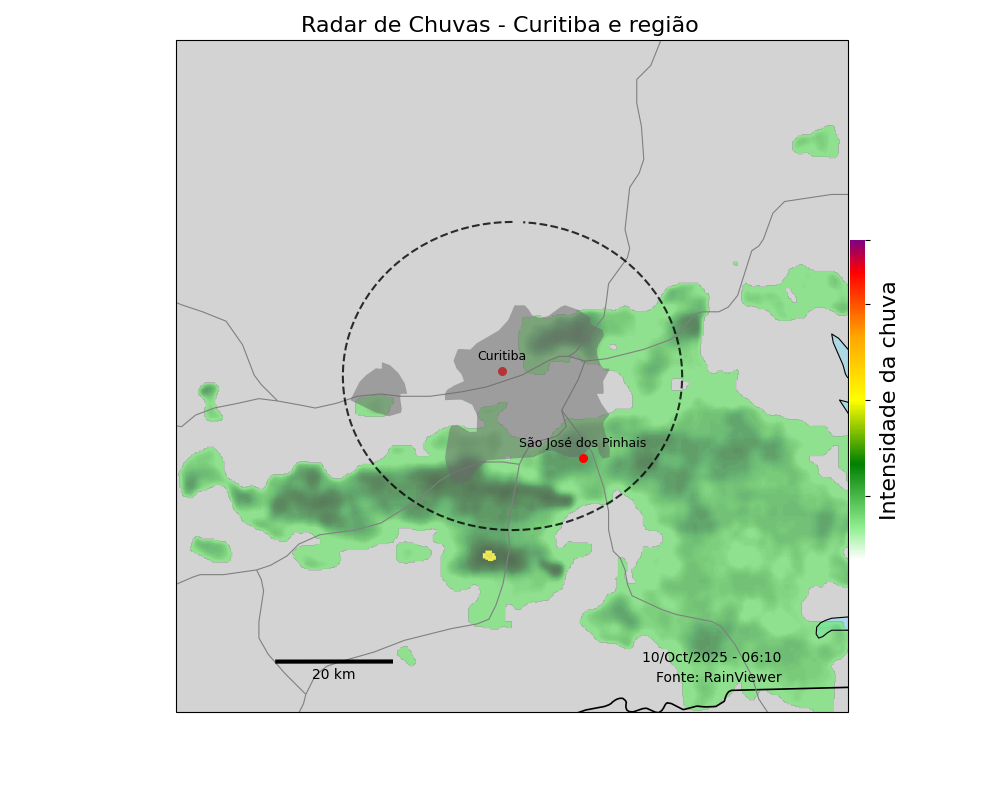 Radar de Chuvas - Curitiba e região
Curitiba
São José dos Pinhais
Intensidade da chuva
10/Oct/2025 - 06:10
Fonte: RainViewer
20 km